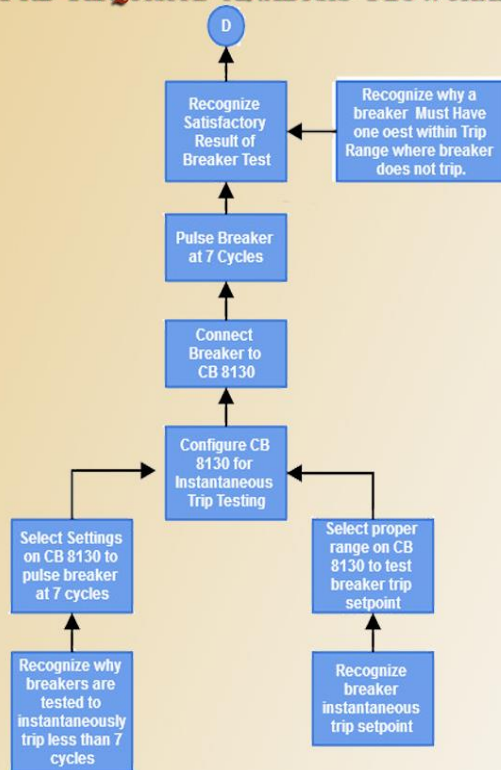 D
Recognize
Satisfactory
Result of
Breaker Test
Recognize why a
breaker Must Have
one oest within Trip
Range where breaker
does not trip.
Pulse Breaker
at 7 Cycles
Connect
Breaker to
CB 8130
Configure CB
8130 for
Instantaneous
Trip Testing
Select Settings
on CB 8130 to
pulse breaker
at 7 cycles
Select proper
range on CB
8130 to test
breaker trip
setpoint
Recognize why
breakers are
tested to
instantaneously
trip less than 7
cycles
Recognize
breaker
instantaneous
trip setpoint